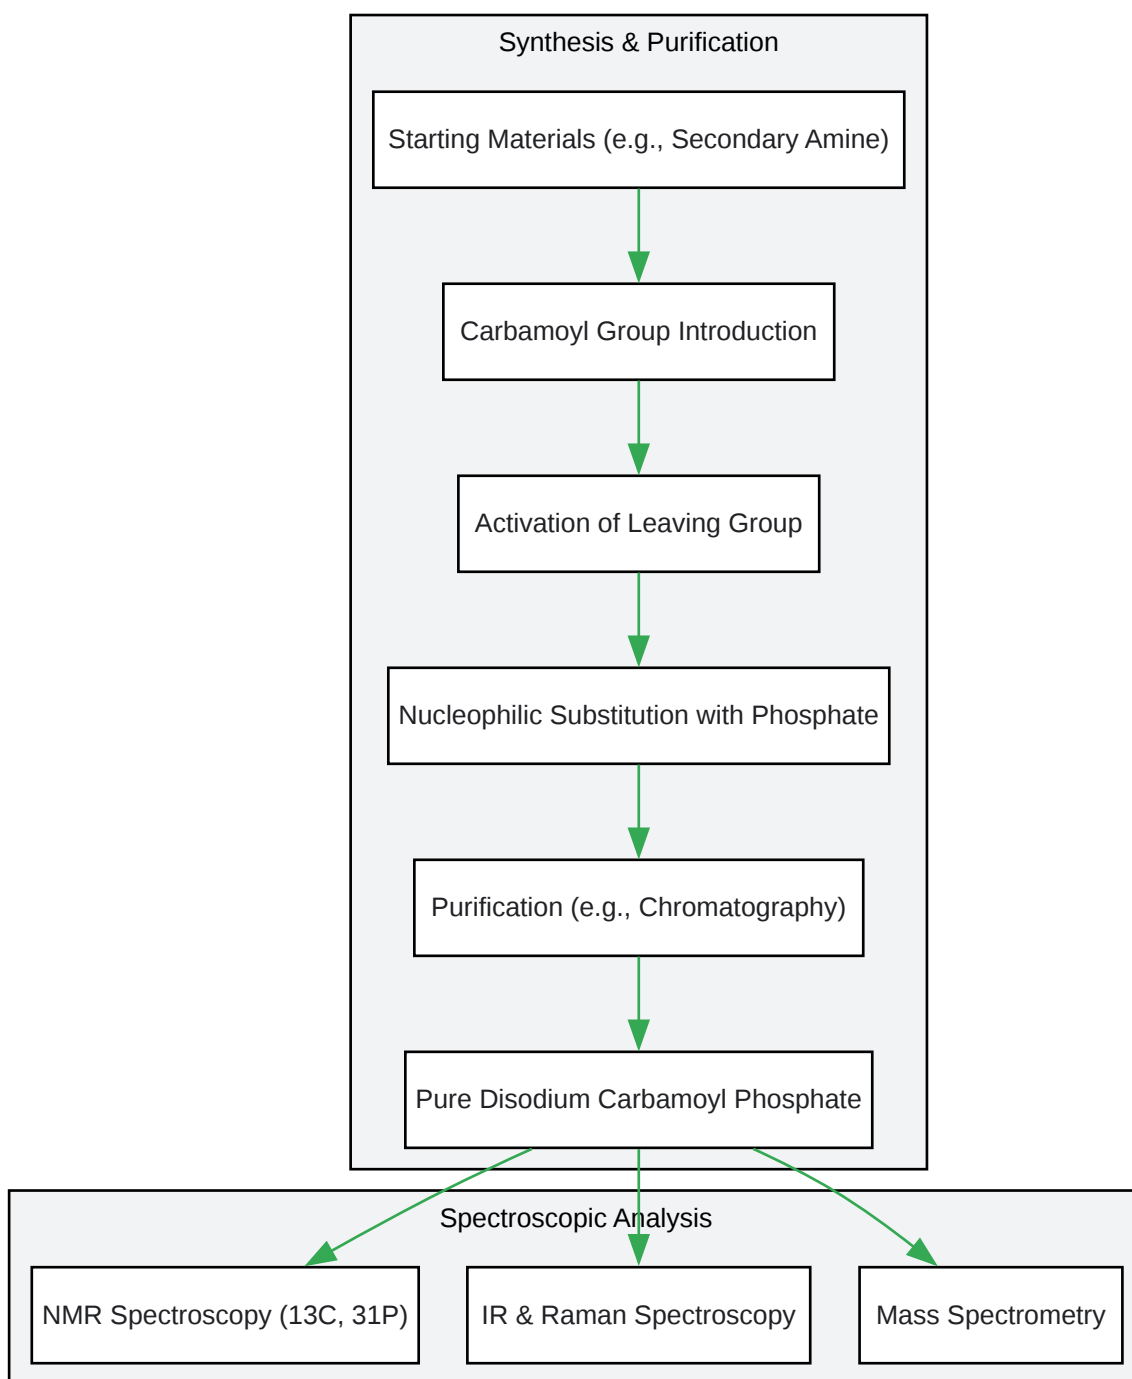 Synthesis & Purification
Starting Materials (e.g., Secondary Amine)
Carbamoyl Group Introduction
Activation of Leaving Group
Nucleophilic Substitution with Phosphate
Purification (e.g., Chromatography)
Pure Disodium Carbamoyl Phosphate
Spectroscopic Analysis
NMR Spectroscopy (13C, 31P)
IR & Raman Spectroscopy
Mass Spectrometry